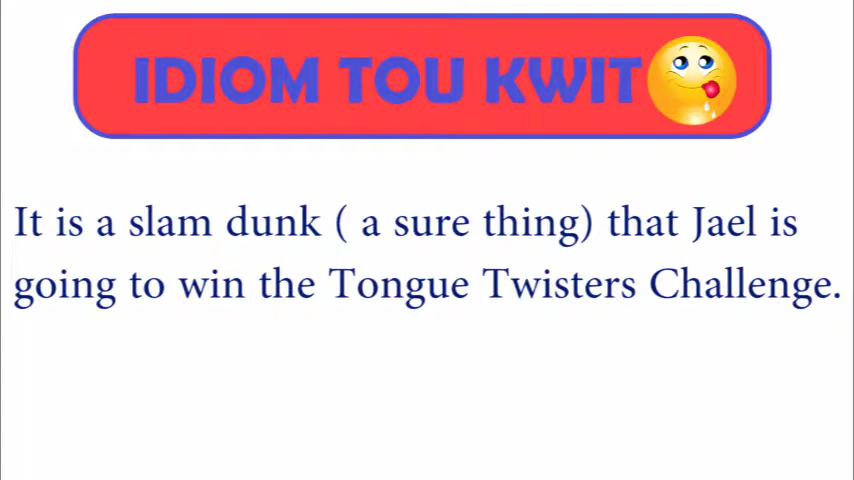 IDIOM TOU KWIT
It is a slam dunk ( a sure thing) that Jael is
going to win the Tongue Twisters Challenge.